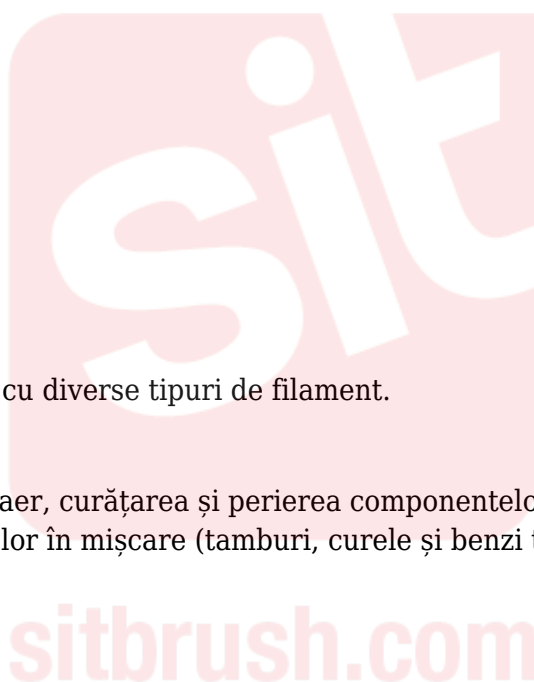 sit
cu diverse tipuri de filament.
aer, curățarea și perierea componentelo
lor în mișcare (tamburi, curele și benzi t
sitbrush.com